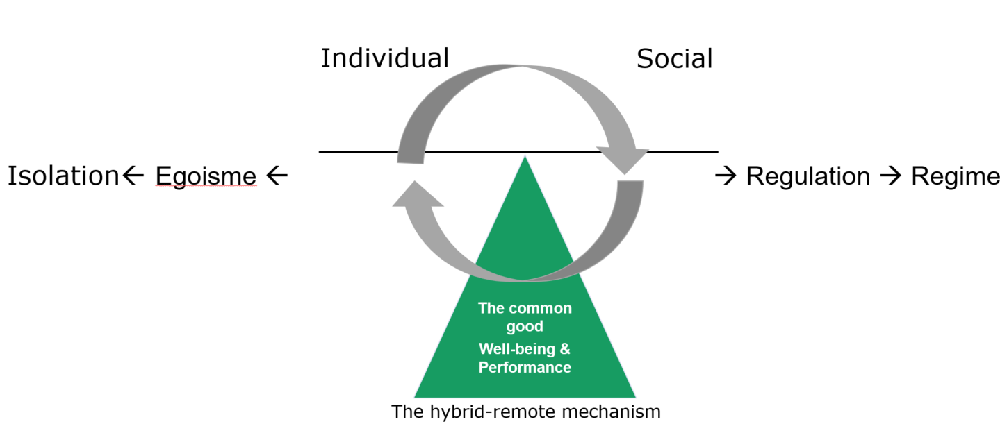 Individual
Social
Isolation← Egoisme ←
→ Regulation → Regime
The common
good
Well-being &
Performance
The hybrid-remote mechanism